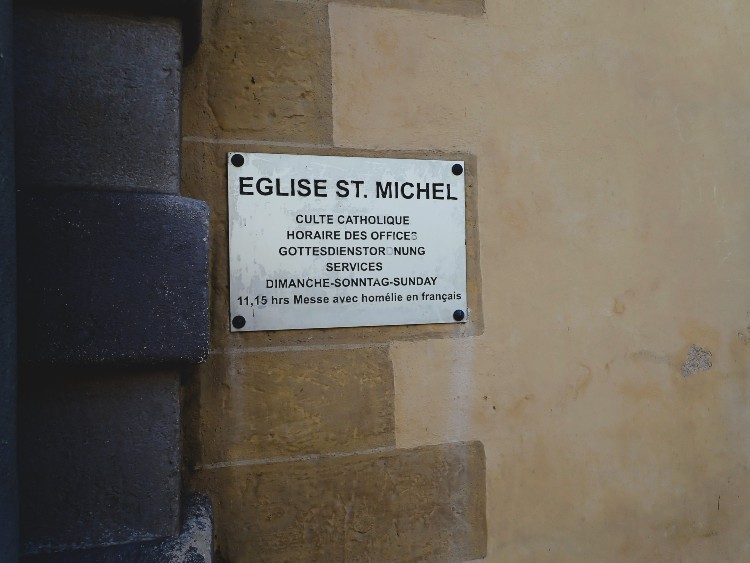 EGLISE ST. MICHEL
CULTE CATHOLIQUE
HORAIRE DES OFFICES
GOTTESDIENSTORDNUNG
SERVICES
DIMANCHE-SONNTAG-SUNDAY
11,15 hrs Messe avec homélie en français